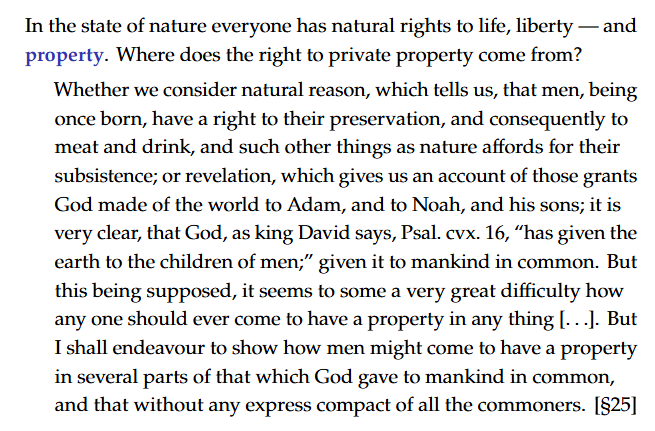 In the state of nature everyone has natural rights to life, liberty — and
property. Where does the right to private property come from?
Whether we consider natural reason, which tells us, that men, being
once born, have a right to their preservation, and consequently to
meat and drink, and such other things as nature affords for their
subsistence; or revelation, which gives us an account of those grants
God made of the world to Adam, and to Noah, and his sons; it is
very clear, that God, as king David says, Psal. cvx. 16, “has given the
earth to the children of men;” given it to mankind in common. But
this being supposed, it seems to some a very great difficulty how
any one should ever come to have a property in any thing [. . .]. But
I shall endeavour to show how men might come to have a property
in several parts of that which God gave to mankind in common,
and that without any express compact of all the commoners. [§25]